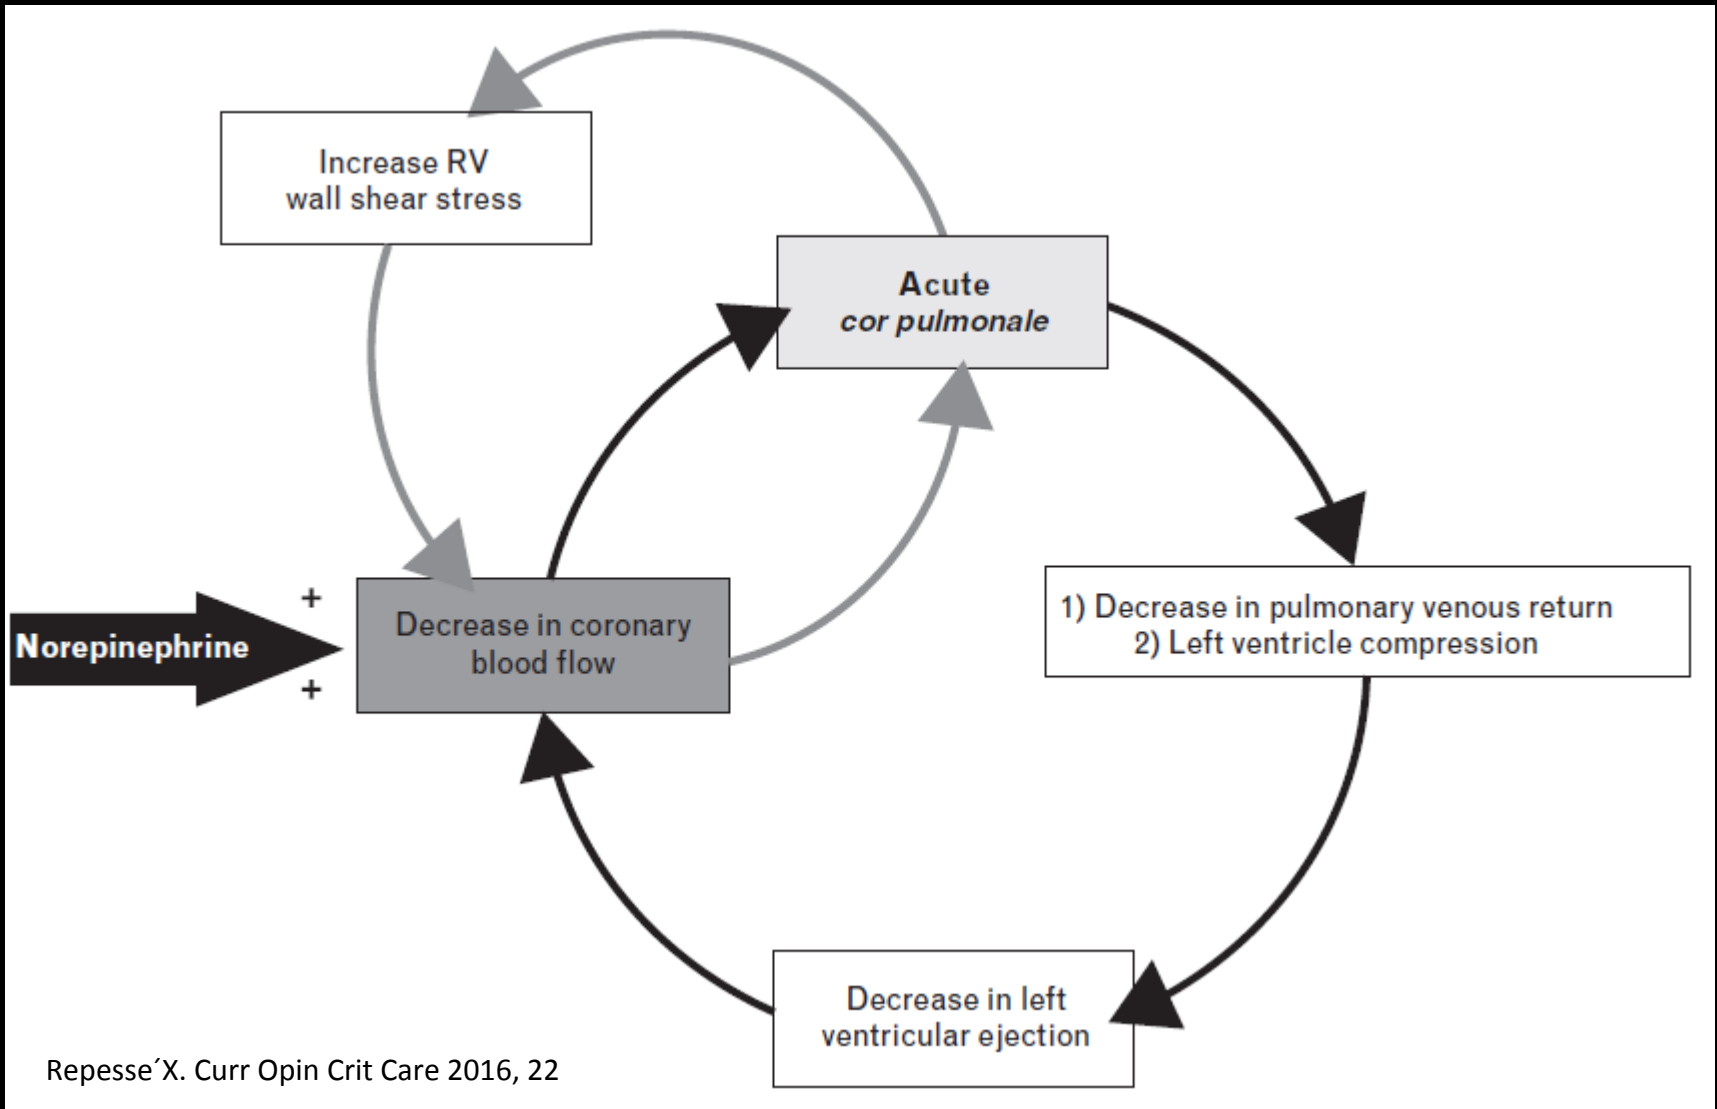 Increase RV
wall shear stress
Acute
cor pulmonale
+
Norepinephrine
+
Decrease in coronary
blood flow
1) Decrease in pulmonary venous return
2) Left ventricle compression
Decrease in left
ventricular ejection
Repesse´X. Curr Opin Crit Care 2016, 22